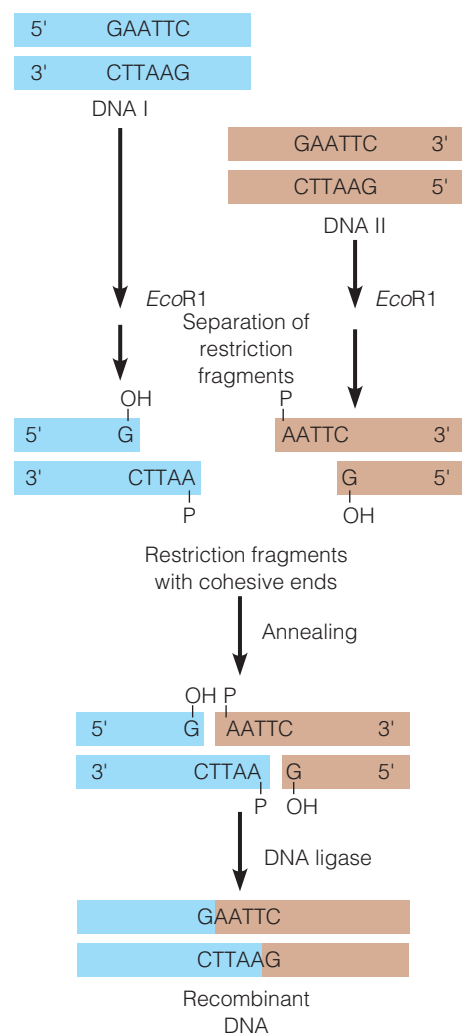 5' GAATTC
3' CTTAAG
DNA I
GAATTC 3'
CTTAAG 5'
DNA II
EcoR1
EcoR1
Separation of
restriction
fragments
OH
5' G
3' CTTAA
P
P
AATTC 3'
G 5'
OH
Restriction fragments
with cohesive ends
Annealing
OH P
5' G AATTC 3'
3' CTTAA G 5'
P OH
DNA ligase
GAATTC
CTTAAG
Recombinant
DNA